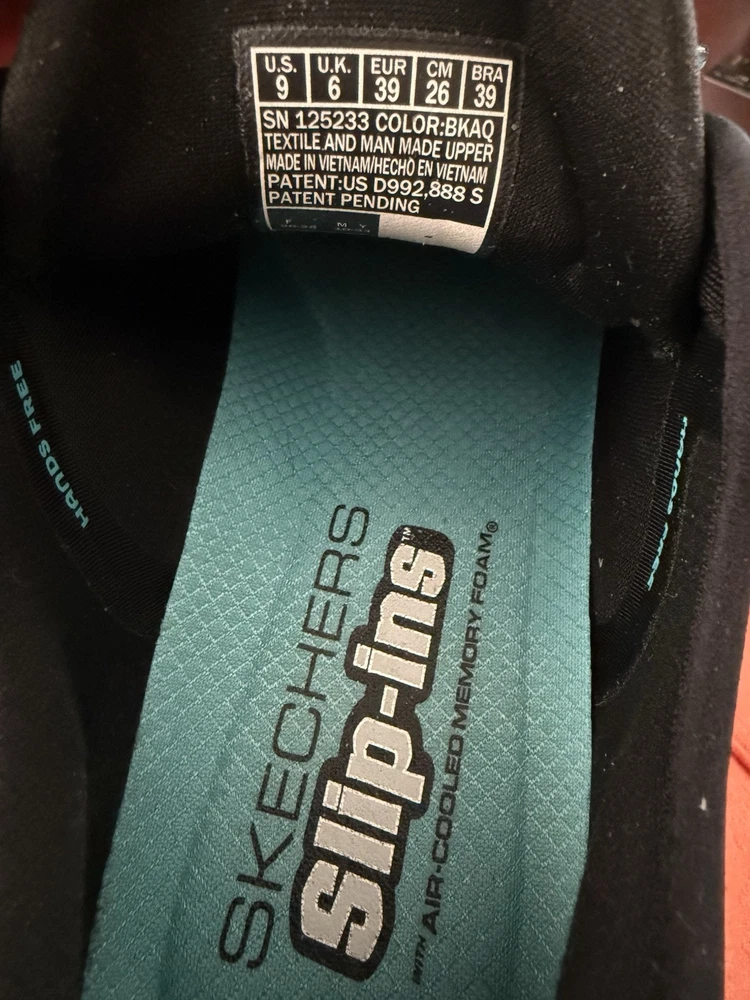 U.S. U.K. EUR CM BRA
9 6 39 26 39
SN 125233 COLOR:BKAQ
TEXTILE AND MAN MADE UPPER
MADE IN VIETNAM/HECHO EN VIETNAM
PATENT:US D992,888 S
PATENT PENDING
HANDS FREE
SKECHERS
Slip-ins™
WITH AIR-COOLED MEMORY FOAM®